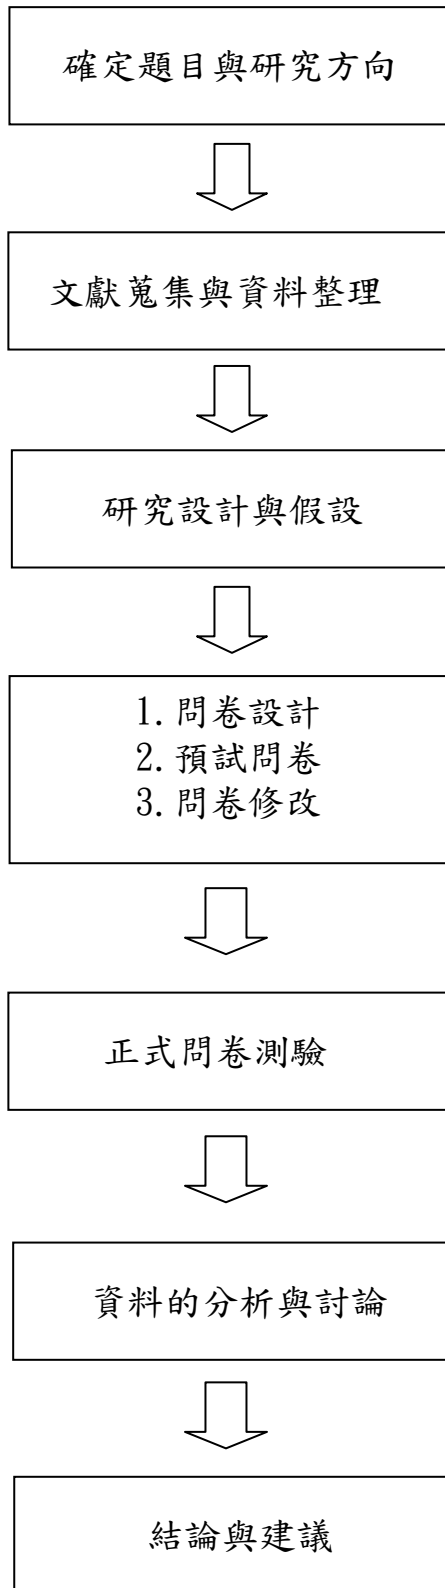 確定題目與研究方向
文獻蒐集與資料整理
研究設計與假設
1. 問卷設計
2. 預試問卷
3. 問卷修改
正式問卷測驗
資料的分析與討論
結論與建議